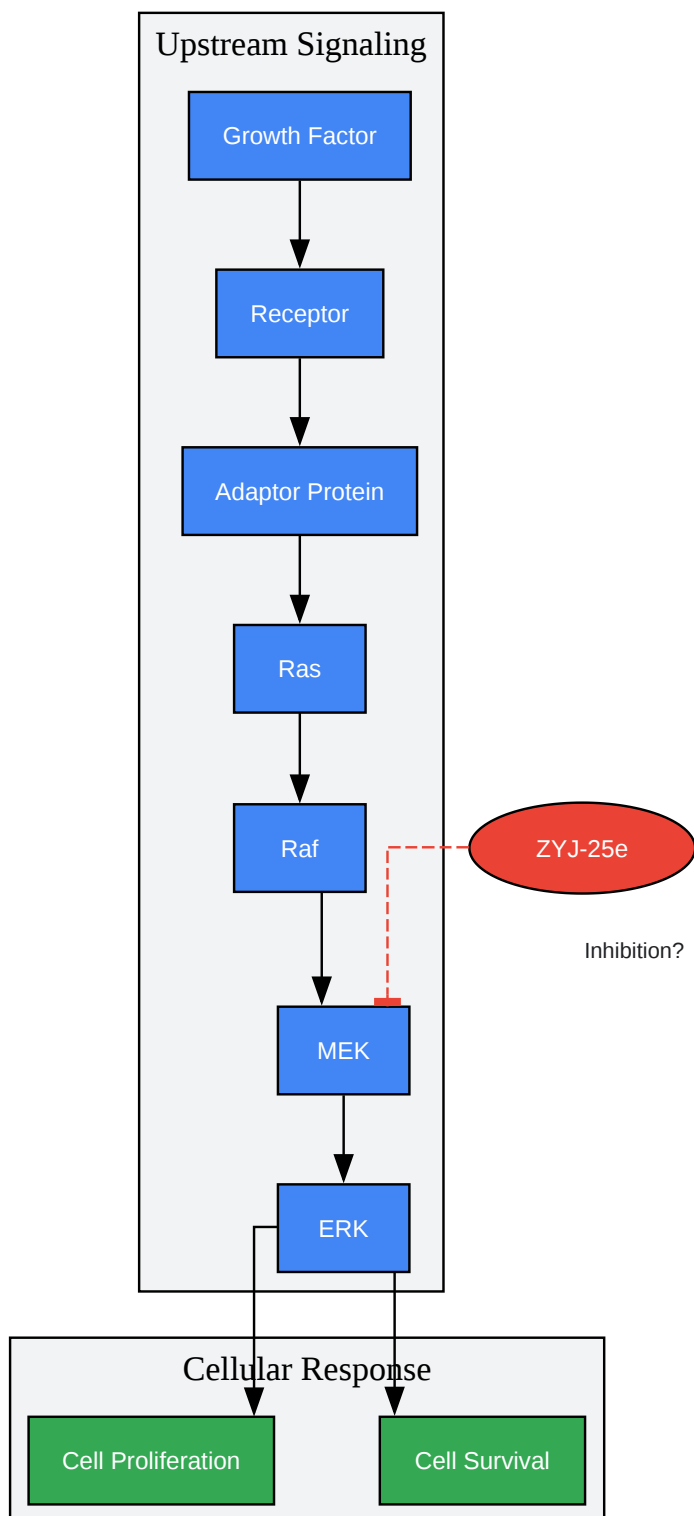 Upstream Signaling
Growth Factor
Receptor
Adaptor Protein
Ras
Raf
ZYJ-25e
Inhibition?
MEK
ERK
Cellular Response
Cell Proliferation
Cell Survival